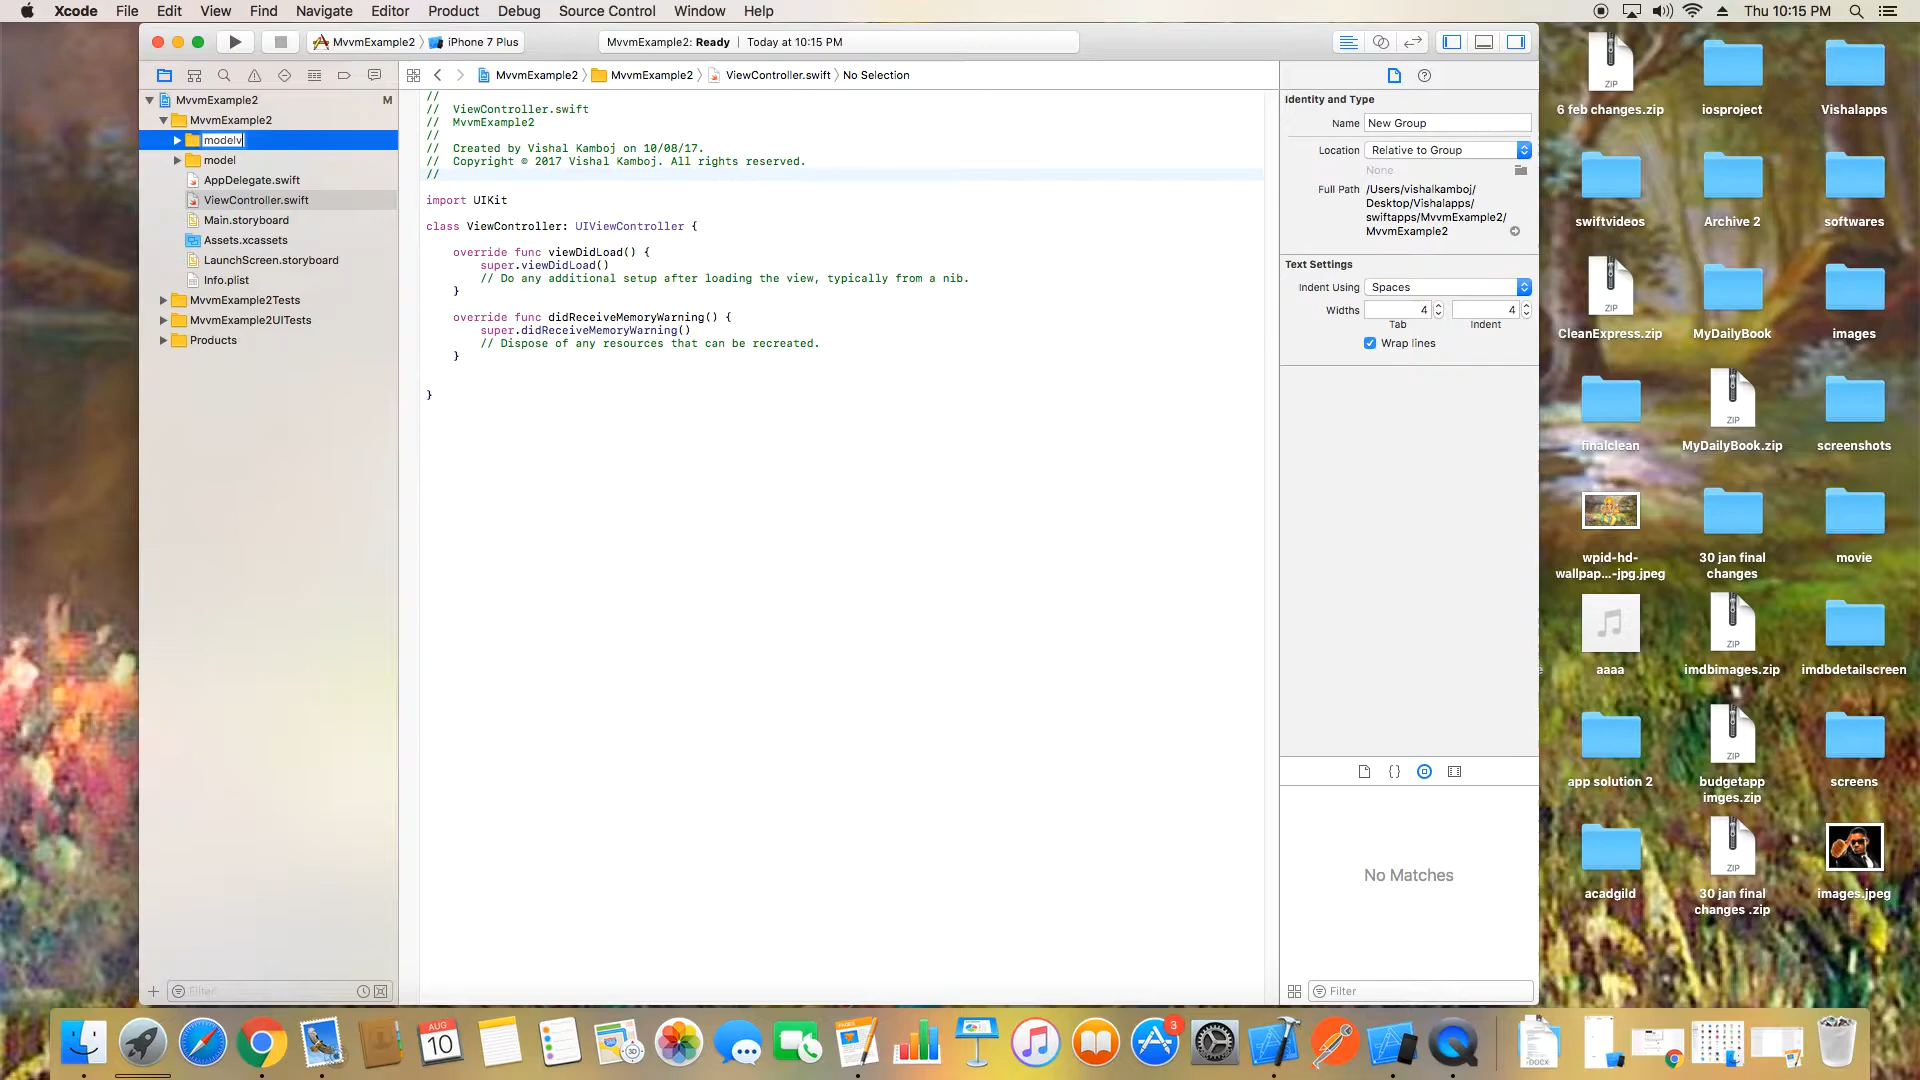 Xcode File Edit View Find Navigate Editor Product Debug Source Control Window Help
Thu 10:15 PM
MvvmExample2 iPhone 7 Plus
MvvmExample2: Ready | Today at 10:15 PM
MvvmExample2 MvvmExample2 ViewController.swift No Selection
MvvmExample2 M
MvvmExample2
modelv
model
AppDelegate.swift
ViewController.swift
Main.storyboard
Assets.xcassets
LaunchScreen.storyboard
Info.plist
MvvmExample2Tests
MvvmExample2UITests
Products
Filter
//
// ViewController.swift
// MvvmExample2
//
// Created by Vishal Kamboj on 10/08/17.
// Copyright © 2017 Vishal Kamboj. All rights reserved.
//
import UIKit
class ViewController: UIViewController {
override func viewDidLoad() {
super.viewDidLoad()
// Do any additional setup after loading the view, typically from a nib.
}
override func didReceiveMemoryWarning() {
super.didReceiveMemoryWarning()
// Dispose of any resources that can be recreated.
}
}
Identity and Type
Name New Group
Location Relative to Group
None
Full Path /Users/vishalkamboj/
Desktop/Vishalapps/
swiftapps/MvvmExample2/
MvvmExample2
Text Settings
Indent Using Spaces
Widths 4 4
Tab Indent
Wrap lines
{}
No Matches
Filter
ZIP
6 feb changes.zip iosproject Vishalapps
swiftvideos Archive 2 softwares
ZIP
CleanExpress.zip MyDailyBook images
ZIP
finalclean MyDailyBook.zip screenshots
wpid-hd-
wallpap...-jpg.jpeg
30 jan final
changes
movie
ZIP
aaaa imdbimages.zip imdbdetailscreen
ZIP
app solution 2
budgetapp
imges.zip
screens
ZIP
acadgild
30 jan final
changes .zip
images.jpeg
AUG
10
3D
PAGES
3
DOCX